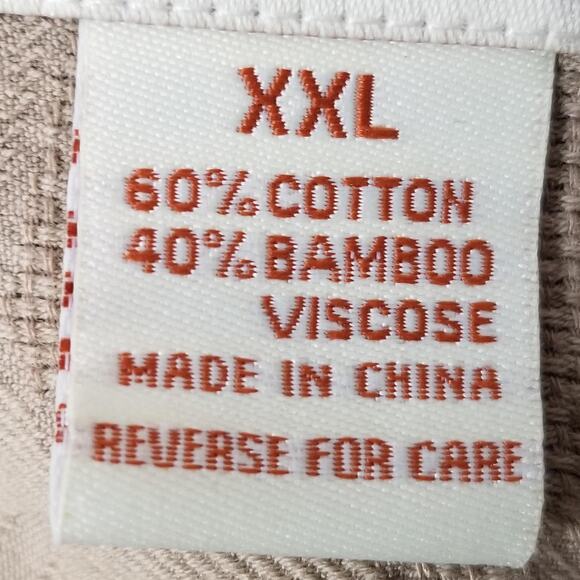 XXL
60% COTTON
40% BAMBOO
VISCOSE
MADE IN CHINA
REVERSE FOR CARE